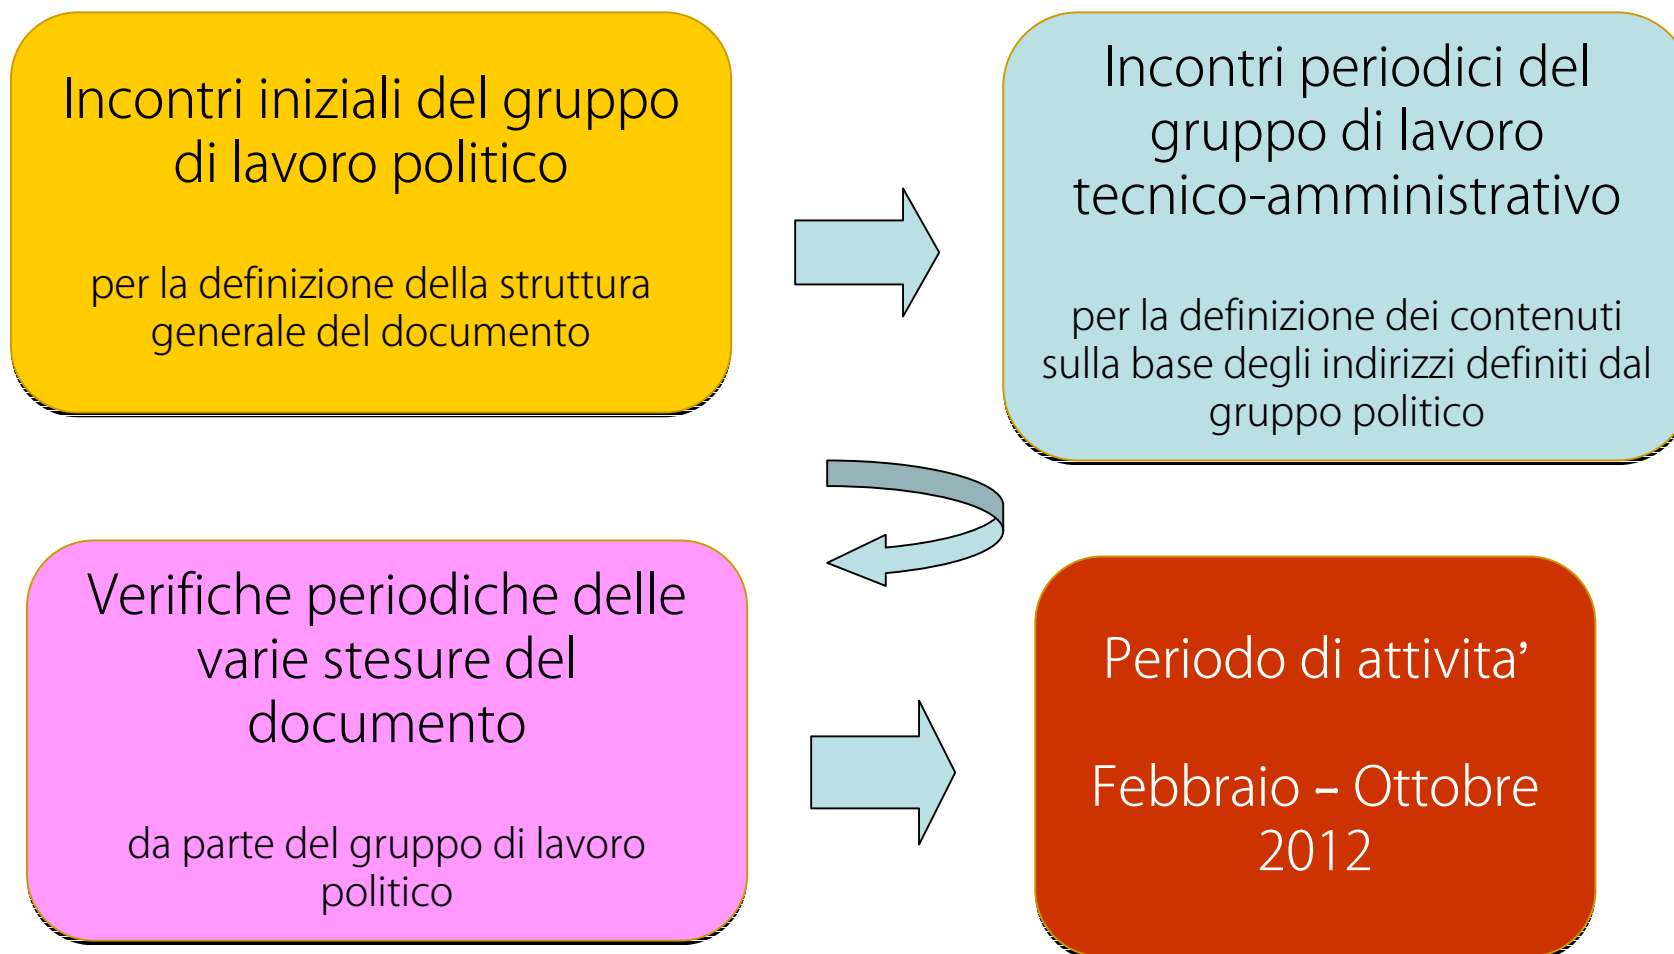 Incontri iniziali del gruppo
di lavoro politico
per la definizione della struttura
generale del documento
Incontri periodici del
gruppo di lavoro
tecnico-amministrativo
per la definizione dei contenuti
sulla base degli indirizzi definiti dal
gruppo politico
Verifiche periodiche delle
varie stesure del
documento
da parte del gruppo di lavoro
politico
Periodo di attivita’
Febbraio – Ottobre
2012